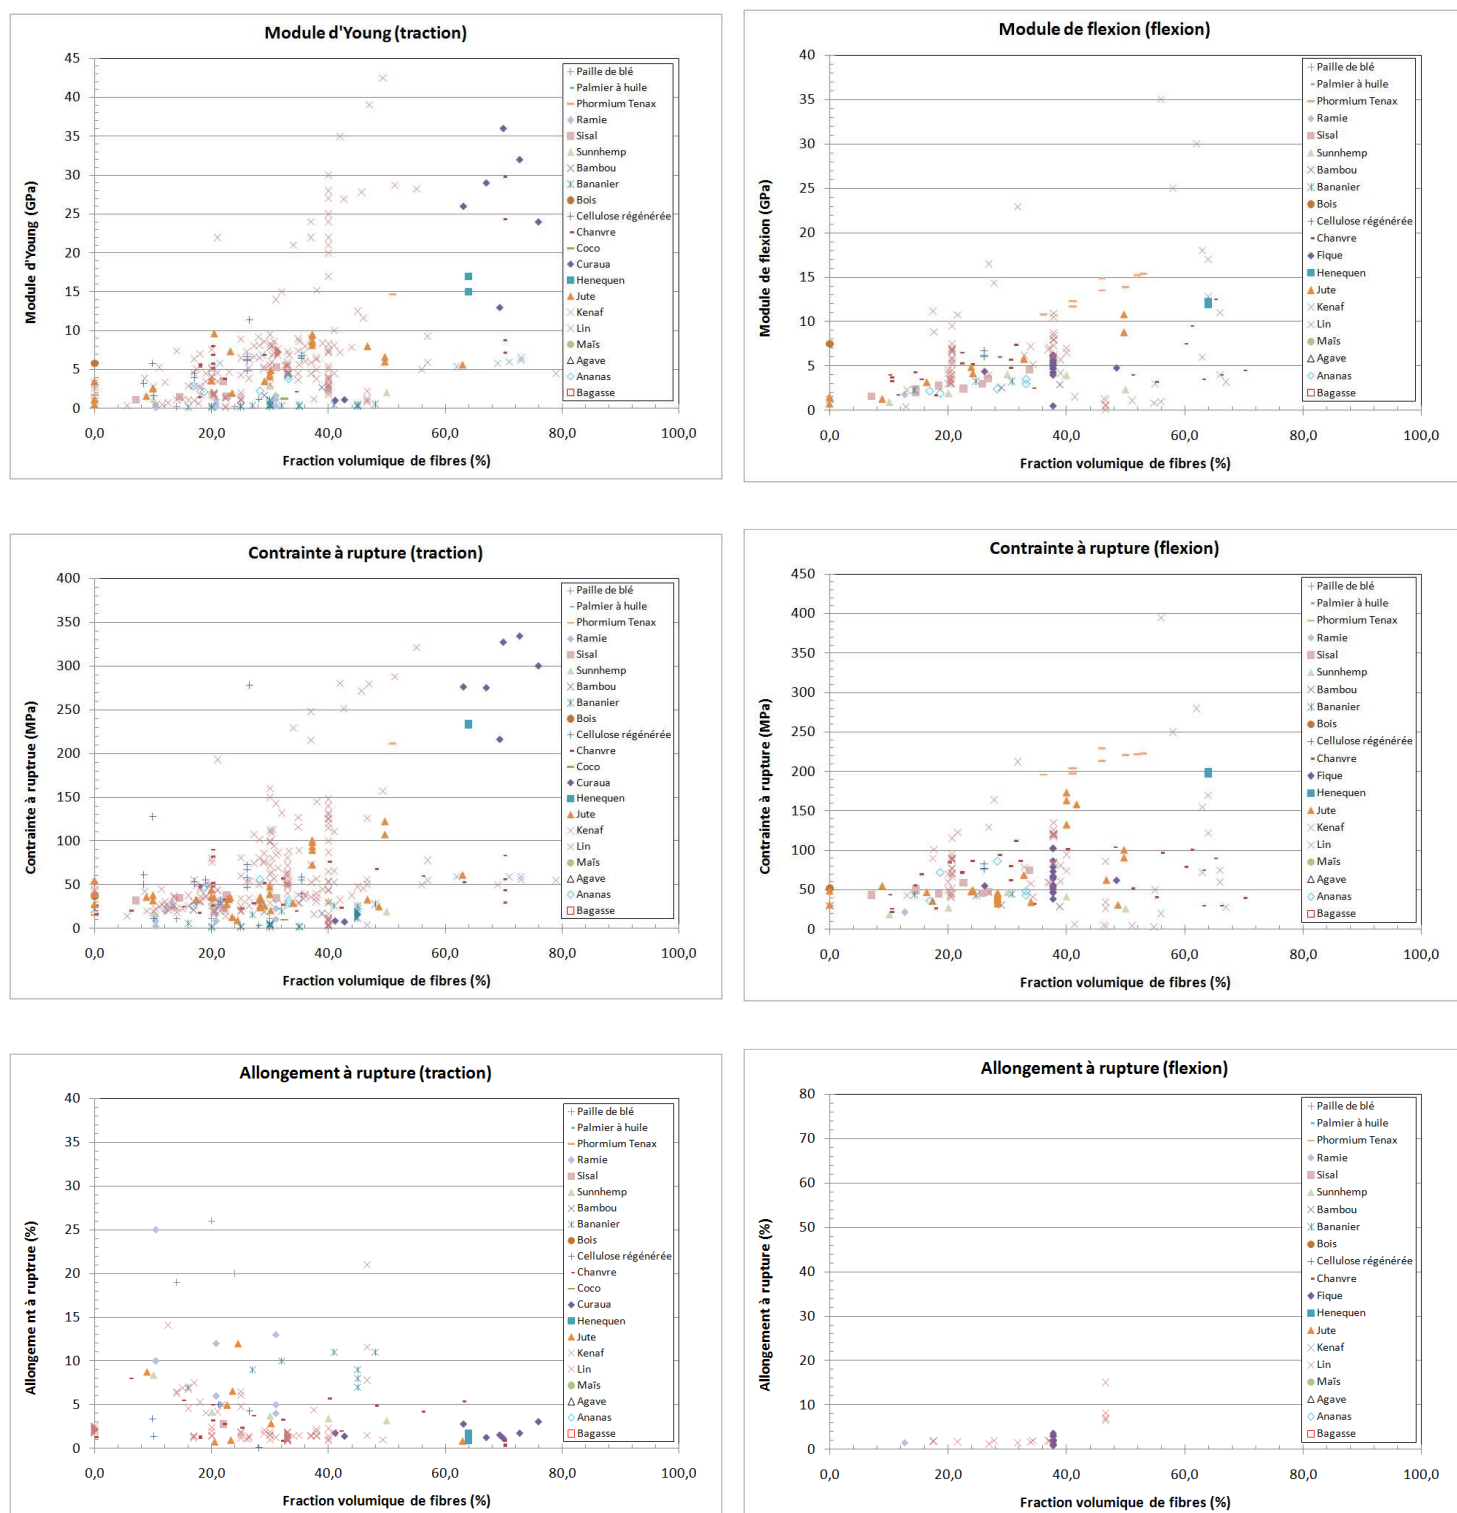 Module d'Young (traction)
Module d'Young (GPa)
45
40
35
30
25
20
15
10
5
0
0,0
20,0
40,0
60,0
80,0
100,0
Fraction volumique de fibres (%)
Paille de blé
Palmier à huile
Phormium Tenax
Ramie
Sisal
Sunnhemp
Bambou
Bananier
Bois
Cellulose régénérée
Chanvre
Coco
Curaua
Henequen
Jute
Kenaf
Lin
Maïs
Agave
Ananas
Bagasse
Module de flexion (flexion)
Module de flexion (GPa)
40
35
30
25
20
15
10
5
0
0,0
20,0
40,0
60,0
80,0
100,0
Fraction volumique de fibres (%)
Paille de blé
Palmier à huile
Phormium Tenax
Ramie
Sisal
Sunnhemp
Bambou
Bananier
Bois
Cellulose régénérée
Chanvre
Fique
Henequen
Jute
Kenaf
Lin
Maïs
Agave
Ananas
Bagasse
Contrainte à rupture (traction)
Contrainte à ruptrue (MPa)
400
350
300
250
200
150
100
50
0
0,0
20,0
40,0
60,0
80,0
100,0
Fraction volumique de fibres (%)
Paille de blé
Palmier à huile
Phormium Tenax
Ramie
Sisal
Sunnhemp
Bambou
Bananier
Bois
Cellulose régénérée
Chanvre
Coco
Curaua
Henequen
Jute
Kenaf
Lin
Maïs
Agave
Ananas
Bagasse
Contrainte à rupture (flexion)
Contrainte à rupture (MPa)
450
400
350
300
250
200
150
100
50
0
0,0
20,0
40,0
60,0
80,0
100,0
Fraction volumique de fibres (%)
Paille de blé
Palmier à huile
Phormium Tenax
Ramie
Sisal
Sunnhemp
Bambou
Bananier
Bois
Cellulose régénérée
Chanvre
Fique
Henequen
Jute
Kenaf
Lin
Maïs
Agave
Ananas
Bagasse
Allongement à rupture (traction)
Allongeme nt à ruptrue (%)
40
35
30
25
20
15
10
5
0
0,0
20,0
40,0
60,0
80,0
100,0
Fraction volumique de fibres (%)
Paille de blé
Palmier à huile
Phormium Tenax
Ramie
Sisal
Sunnhemp
Bambou
Bananier
Bois
Cellulose régénérée
Chanvre
Coco
Curaua
Henequen
Jute
Kenaf
Lin
Maïs
Agave
Ananas
Bagasse
Allongement à rupture (flexion)
Allongement à rupture (%)
80
70
60
50
40
30
20
10
0
0,0
20,0
40,0
60,0
80,0
100,0
Fraction volumique de fibres (%)
Paille de blé
Palmier à huile
Phormium Tenax
Ramie
Sisal
Sunnhemp
Bambou
Bananier
Bois
Cellulose régénérée
Chanvre
Fique
Henequen
Jute
Kenaf
Lin
Maïs
Agave
Ananas
Bagasse